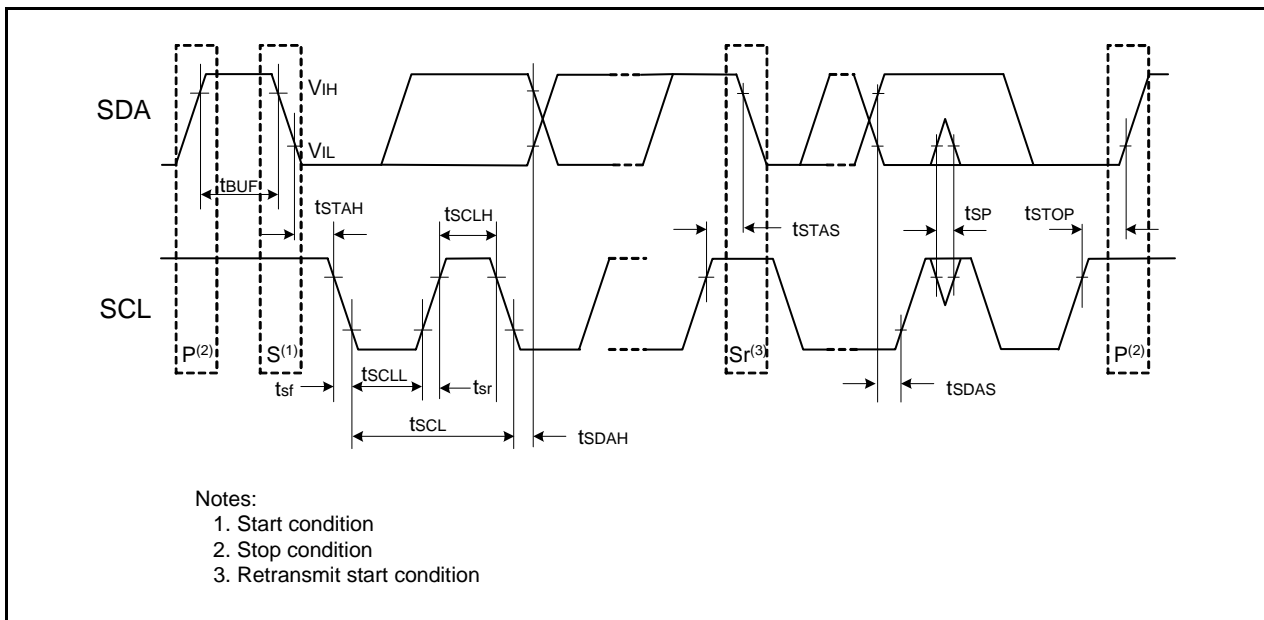 SDA
VIH
VIL
tBUF
tSTAH
tSCLH
tSTAS
tSP
tSTOP
SCL
P(2)
S(1)
Sr(3)
P(2)
tsf
tSCLL
tsr
tSDAS
tSCL
tSDAH
Notes:
1. Start condition
2. Stop condition
3. Retransmit start condition